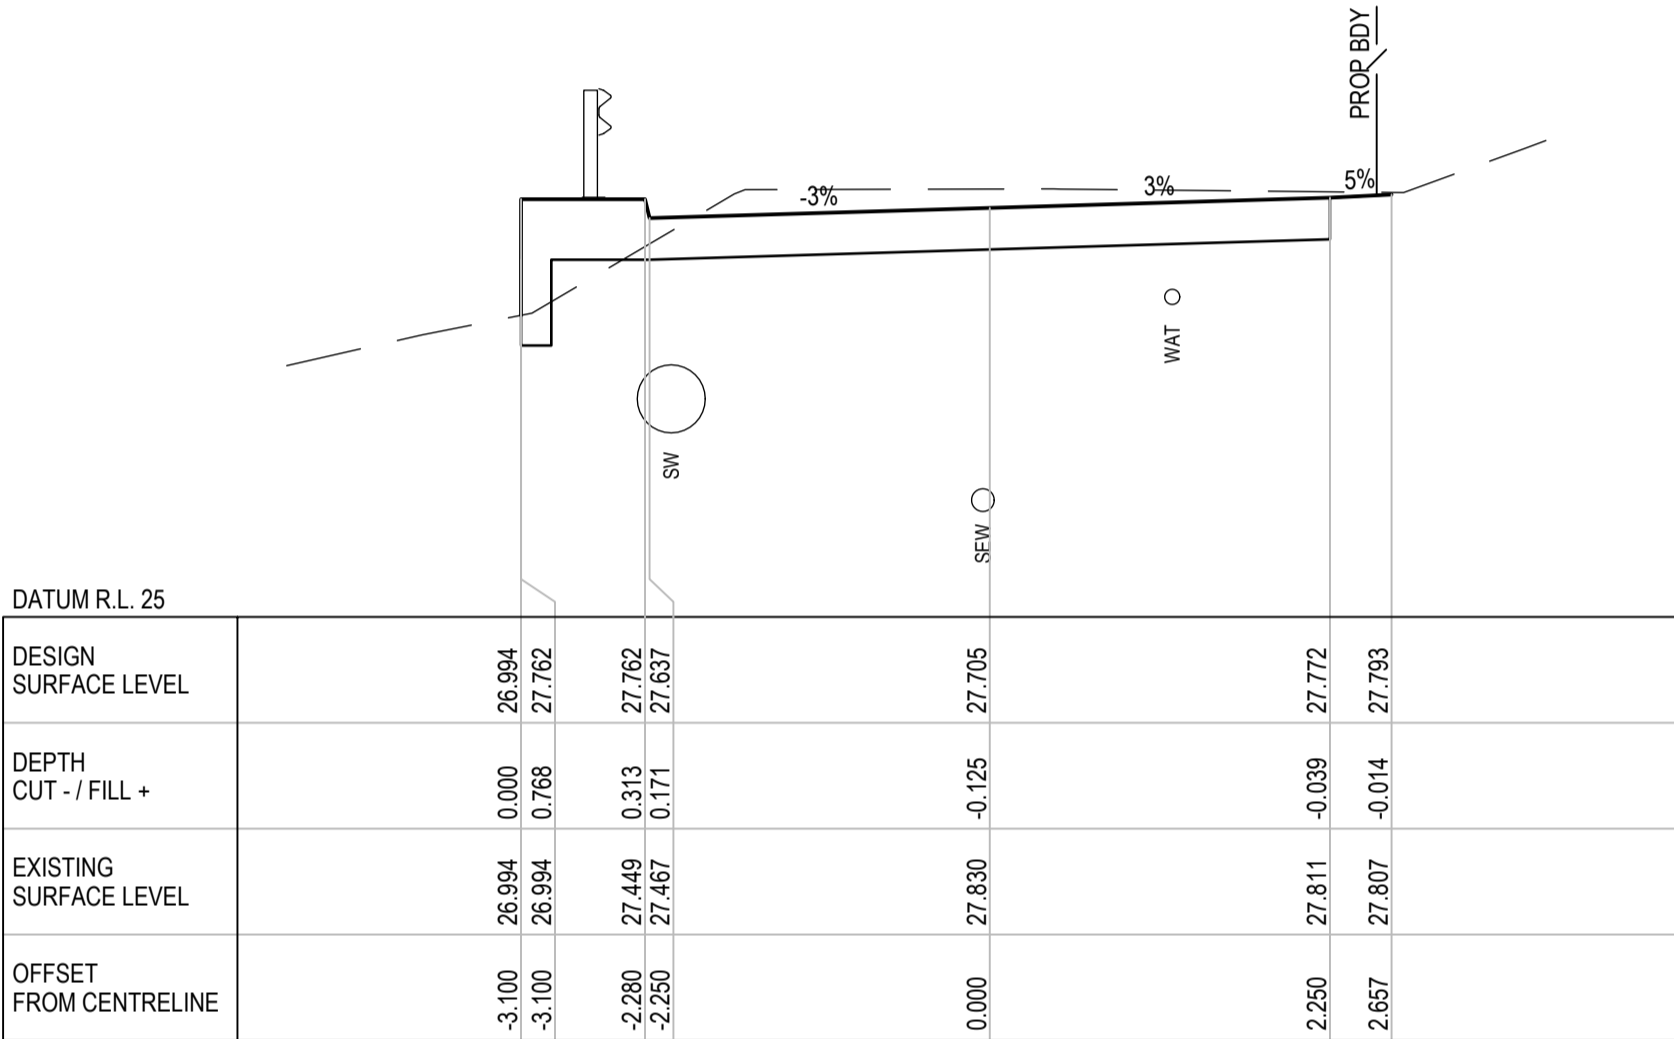 PROP BDY
-3%
3%
5%
WAT
SW
SEW
DATUM R.L. 25
DESIGN
SURFACE LEVEL
26.994
27.762
27.762
27.637
27.705
27.772
27.793
DEPTH
CUT - / FILL +
0.000
0.768
0.313
0.171
-0.125
-0.039
-0.014
EXISTING
SURFACE LEVEL
26.994
26.994
27.449
27.467
27.830
27.811
27.807
OFFSET
FROM CENTRELINE
-3.100
-3.100
-2.280
-2.250
0.000
2.250
2.657